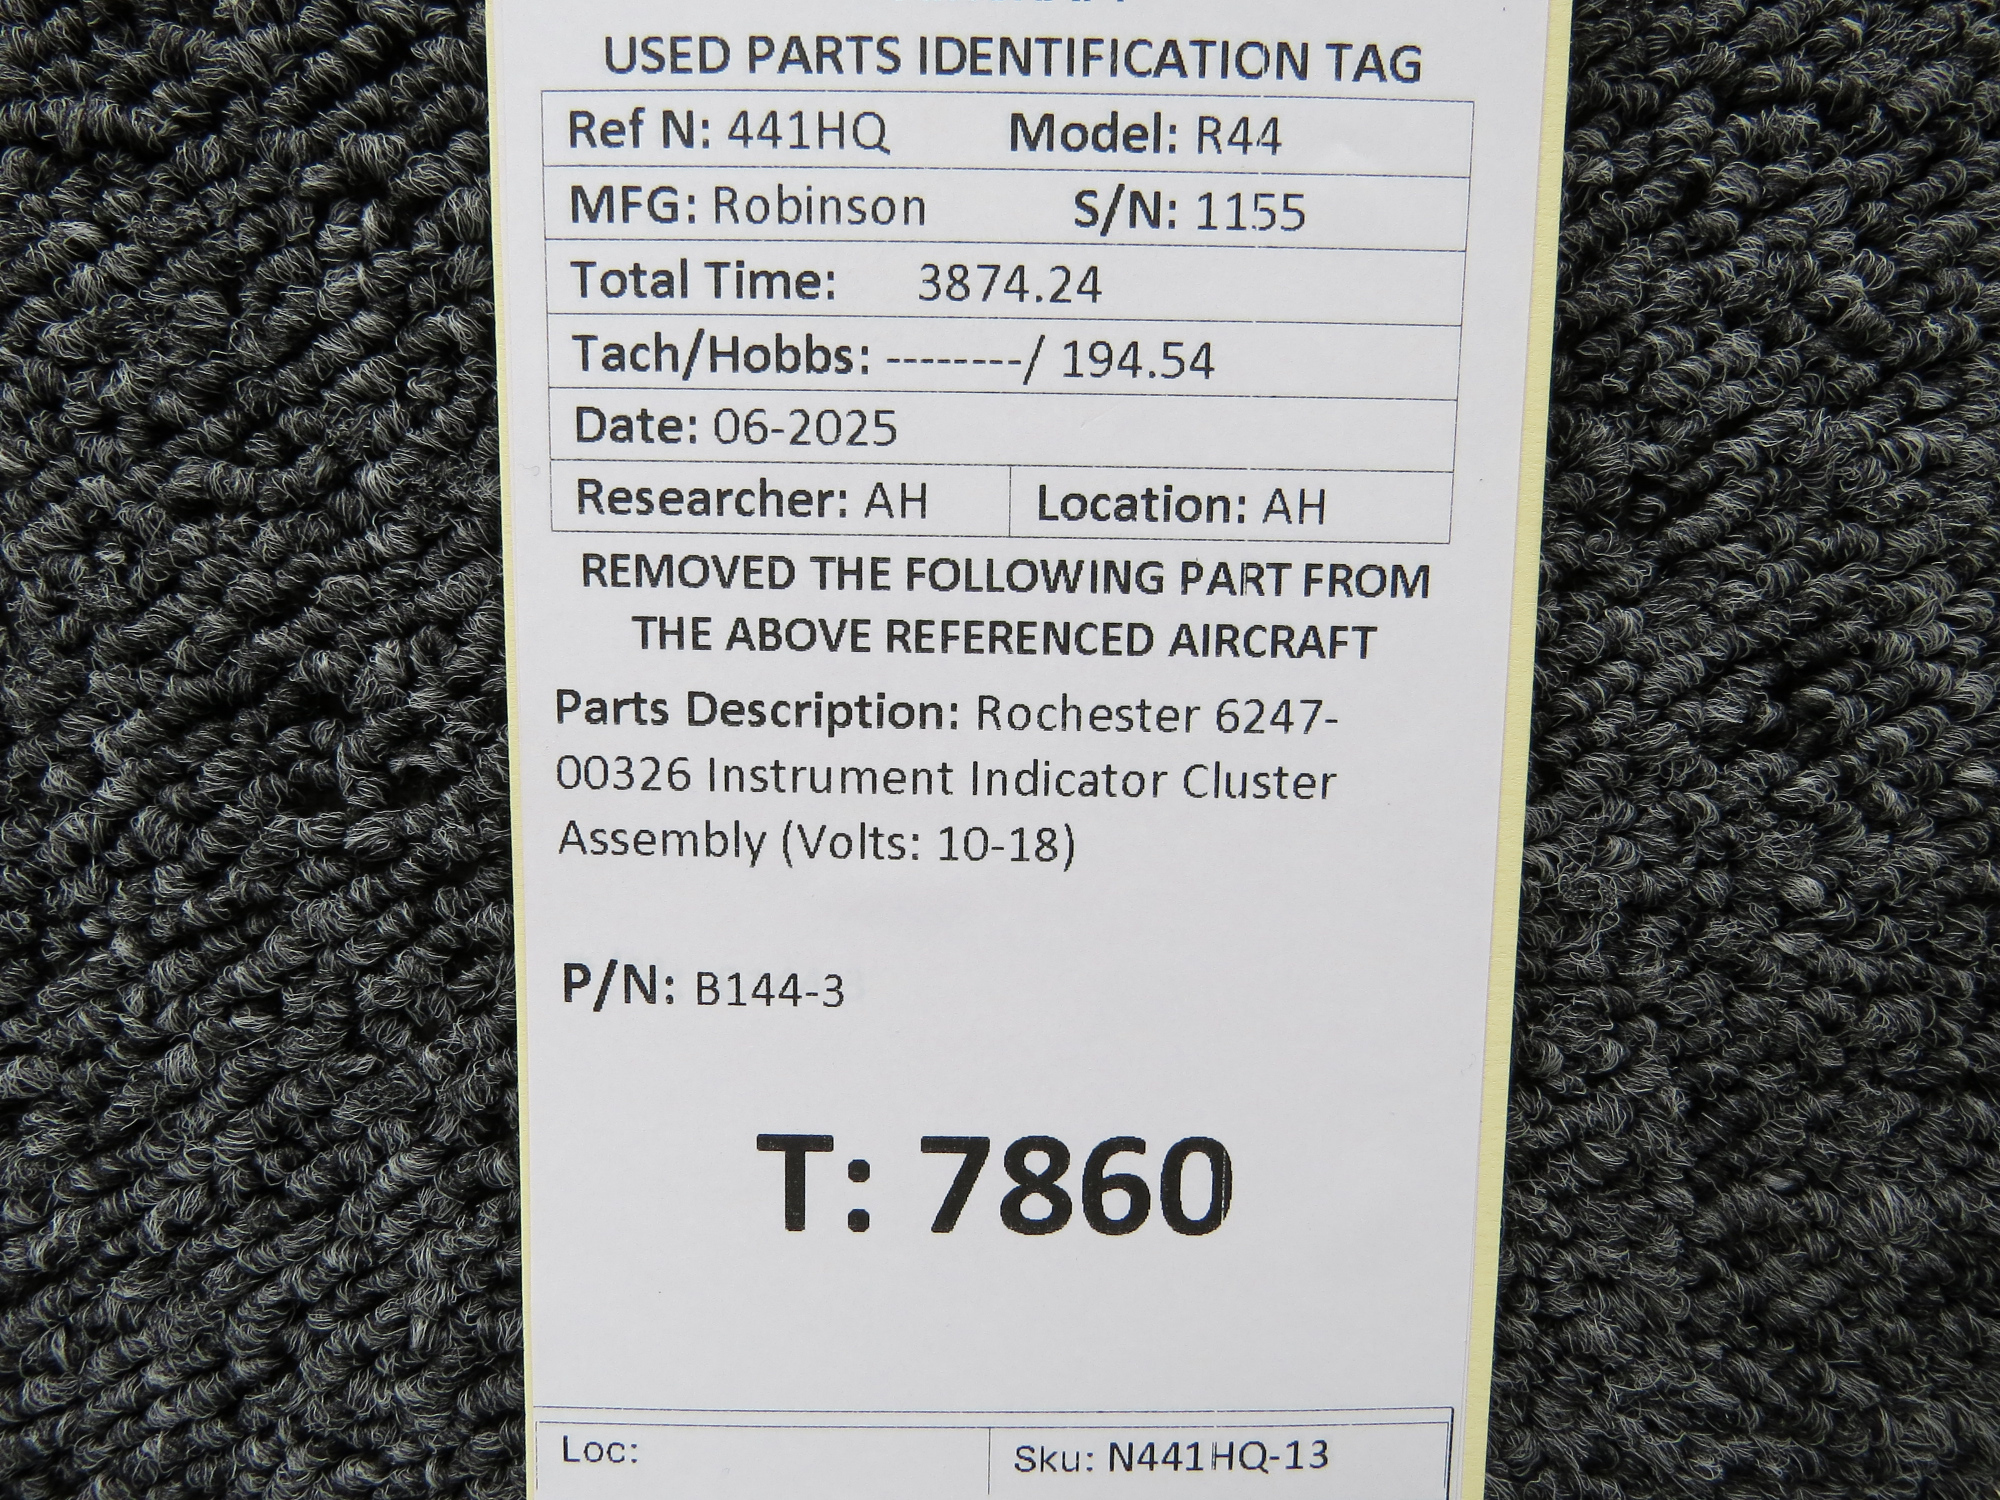 USED PARTS IDENTIFICATION TAG
Ref N: 441HQ Model: R44
MFG: Robinson S/N: 1155
Total Time: 3874.24
Tach/Hobbs: --------/ 194.54
Date: 06-2025
Researcher: AH Location: AH
REMOVED THE FOLLOWING PART FROM
THE ABOVE REFERENCED AIRCRAFT
Parts Description: Rochester 6247-
00326 Instrument Indicator Cluster
Assembly (Volts: 10-18)
P/N: B144-3
T: 7860
Loc: Sku: N441HQ-13